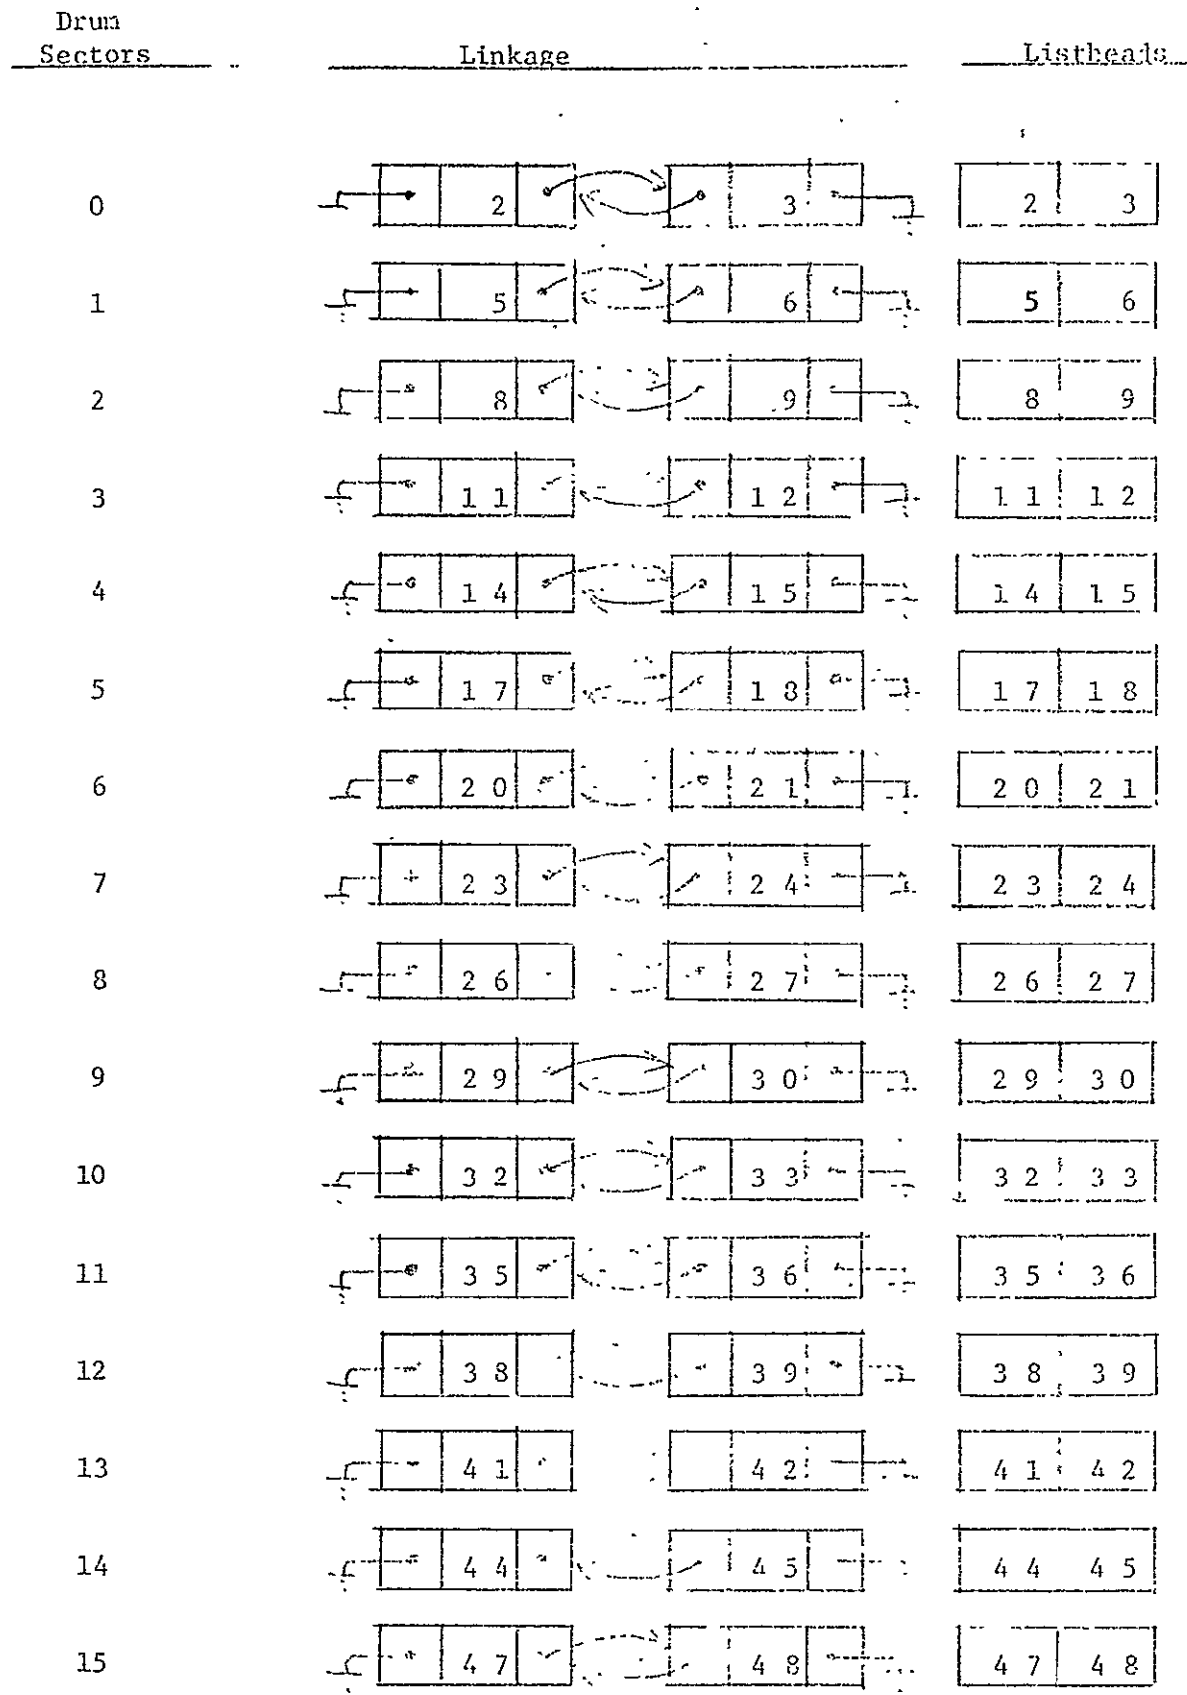 Drum
Sectors Linkage Listheads
0 2 3 2 3
1 5 6 5 6
2 8 9 8 9
3 11 12 11 12
4 14 15 14 15
5 17 18 17 18
6 20 21 20 21
7 23 24 23 24
8 26 27 26 27
9 29 30 29 30
10 32 33 32 33
11 35 36 35 36
12 38 39 38 39
13 41 42 41 42
14 44 45 44 45
15 47 48 47 48